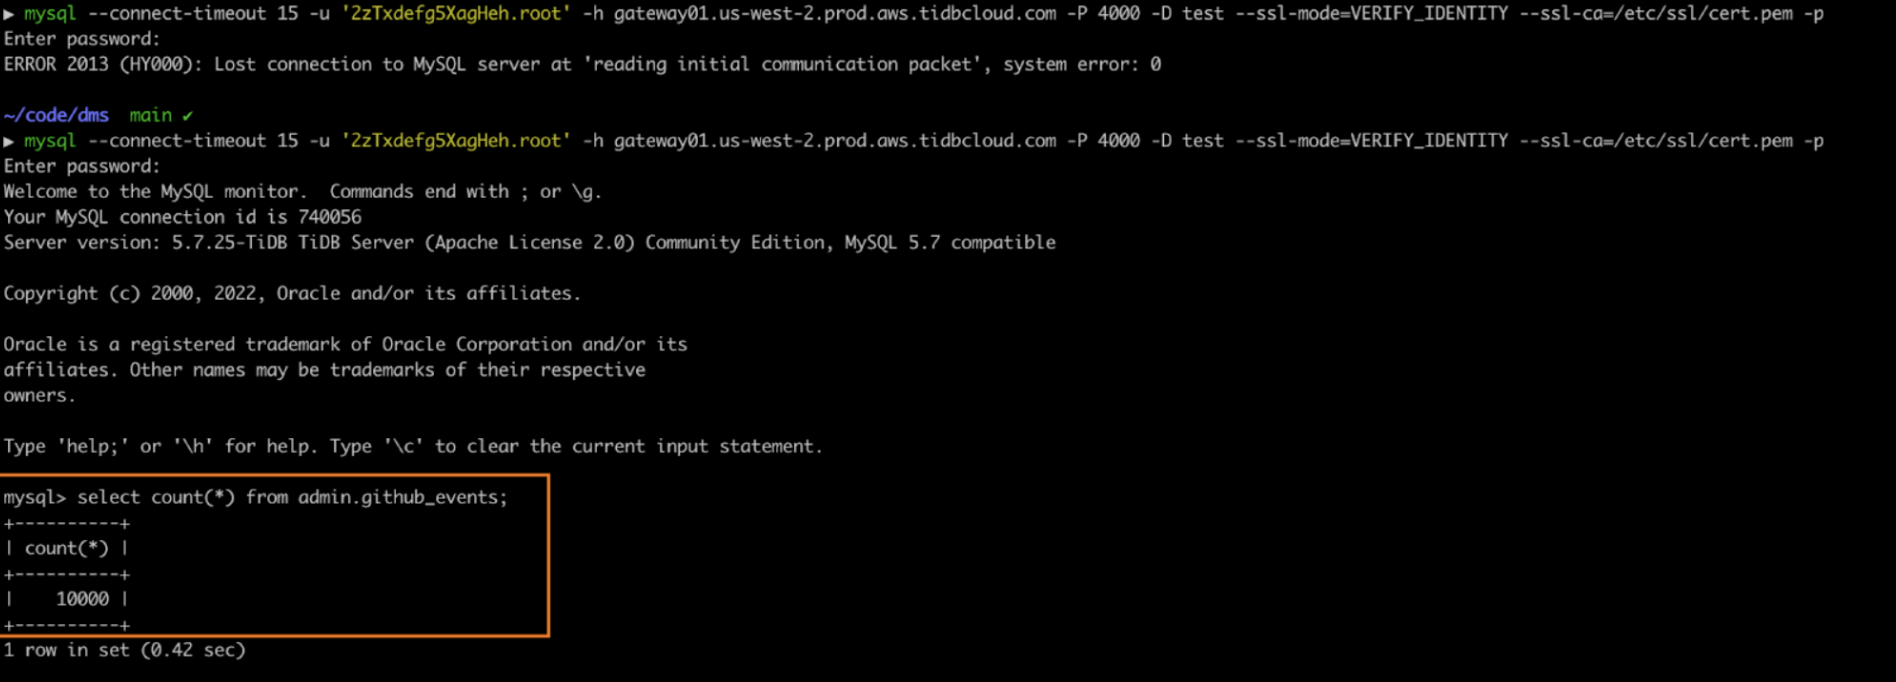 ▶ mysql --connect-timeout 15 -u '2zTxdefg5XagHeh.root' -h gateway01.us-west-2.prod.aws.tidbcloud.com -P 4000 -D test --ssl-mode=VERIFY_IDENTITY --ssl-ca=/etc/ssl/cert.pem -p
Enter password:
ERROR 2013 (HY000): Lost connection to MySQL server at 'reading initial communication packet', system error: 0
~/code/dms  main ✔
▶ mysql --connect-timeout 15 -u '2zTxdefg5XagHeh.root' -h gateway01.us-west-2.prod.aws.tidbcloud.com -P 4000 -D test --ssl-mode=VERIFY_IDENTITY --ssl-ca=/etc/ssl/cert.pem -p
Enter password:
Welcome to the MySQL monitor.  Commands end with ; or \g.
Your MySQL connection id is 740056
Server version: 5.7.25-TiDB TiDB Server (Apache License 2.0) Community Edition, MySQL 5.7 compatible
Copyright (c) 2000, 2022, Oracle and/or its affiliates.
Oracle is a registered trademark of Oracle Corporation and/or its
affiliates. Other names may be trademarks of their respective
owners.
Type 'help;' or '\h' for help. Type '\c' to clear the current input statement.
mysql> select count(*) from admin.github_events;
+----------+
| count(*) |
+----------+
|    10000 |
+----------+
1 row in set (0.42 sec)